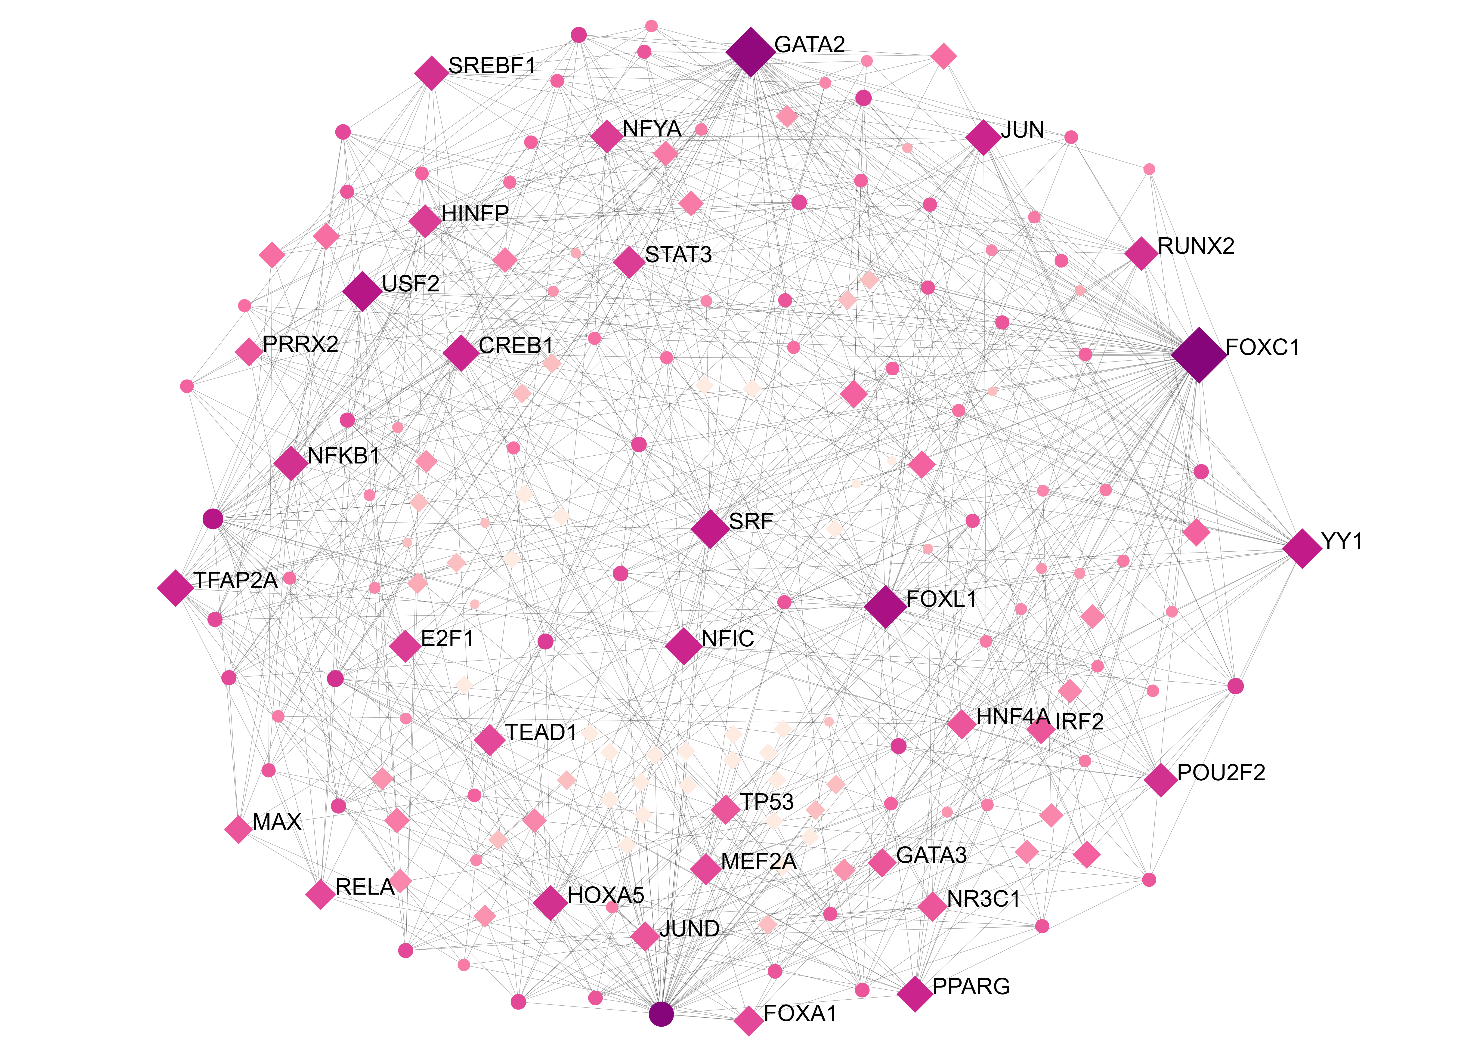 GATA2
SREBF1
NFYA
JUN
HINFP
RUNX2
STAT3
USF2
PRRX2
CREB1
FOXC1
NFKB1
SRF
YY1
TFAP2A
FOXL1
E2F1
NFIC
HNF4A
IRF2
TEAD1
POU2F2
TP53
MAX
GATA3
MEF2A
RELA
HOXA5
NR3C1
JUND
PPARG
FOXA1